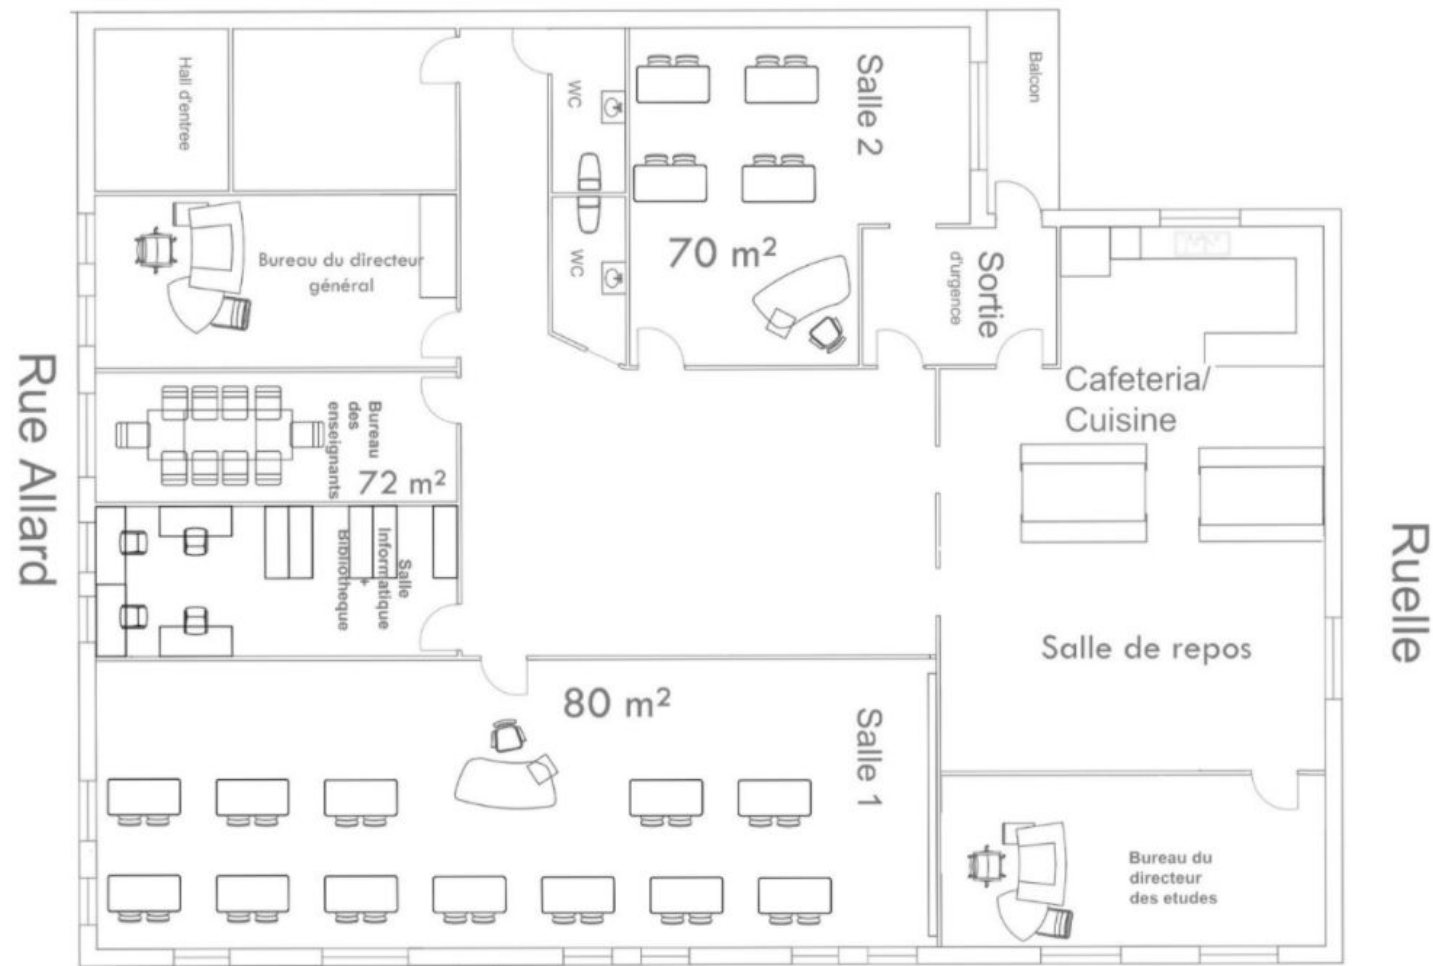 Hall d'entree
WC
Salle 2
Balcon
Bureau du directeur
général
WC
70 m²
Sortie
d'urgence
Rue Allard
Bureau
des
enseignants
72 m²
Cafeteria/
Cuisine
Salle
Informatique
+
Bibliotheque
Ruelle
Salle de repos
80 m²
Salle 1
Bureau du
directeur
des etudes